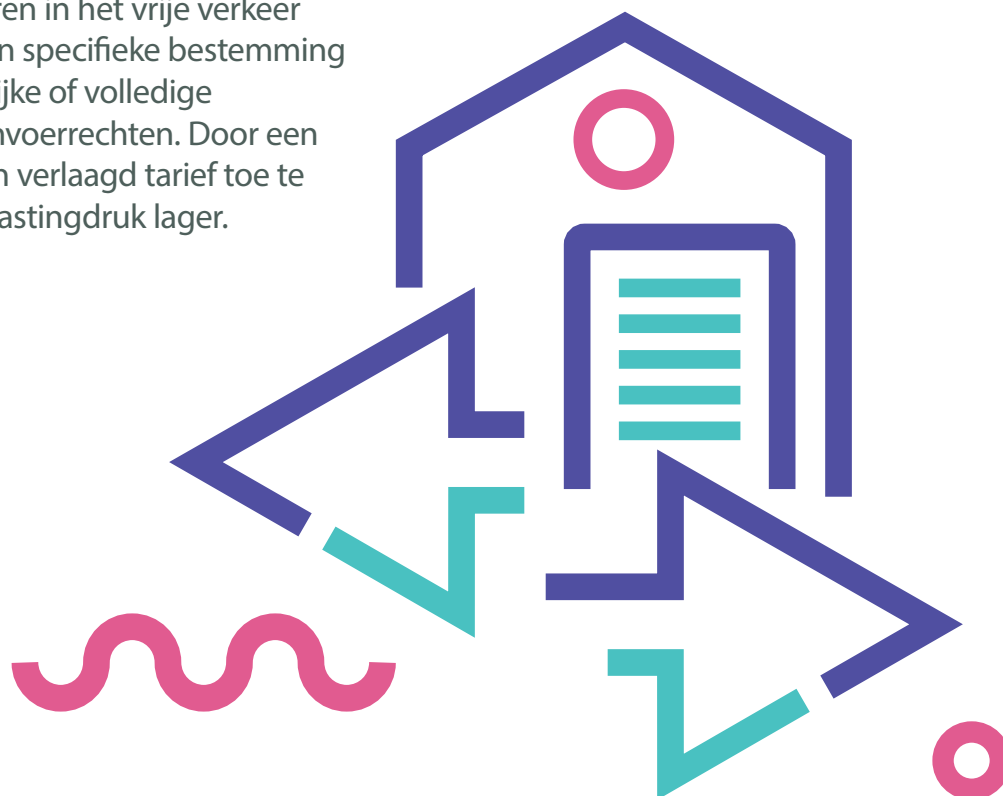 ren in het vrije verkeer
n specifieke bestemming
ijke of volledige
nvoerrechten. Door een
n verlaagd tarief toe te
astingdruk lager.